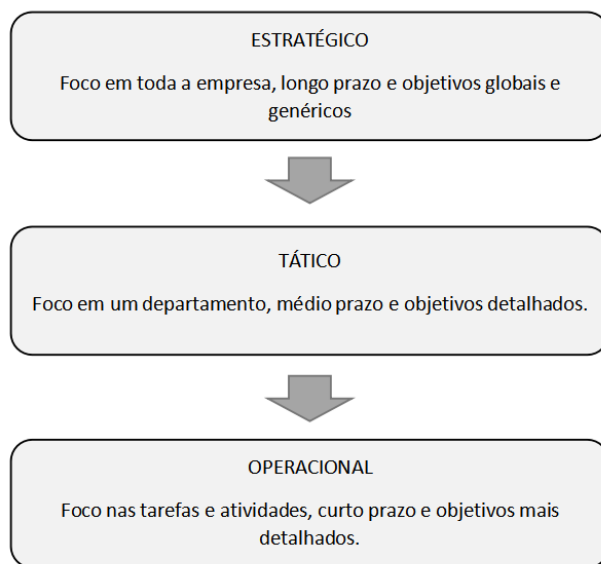 ESTRATÉGICO
Foco em toda a empresa, longo prazo e objetivos globais e
genéricos
TÁTICO
Foco em um departamento, médio prazo e objetivos detalhados.
OPERACIONAL
Foco nas tarefas e atividades, curto prazo e objetivos mais
detalhados.